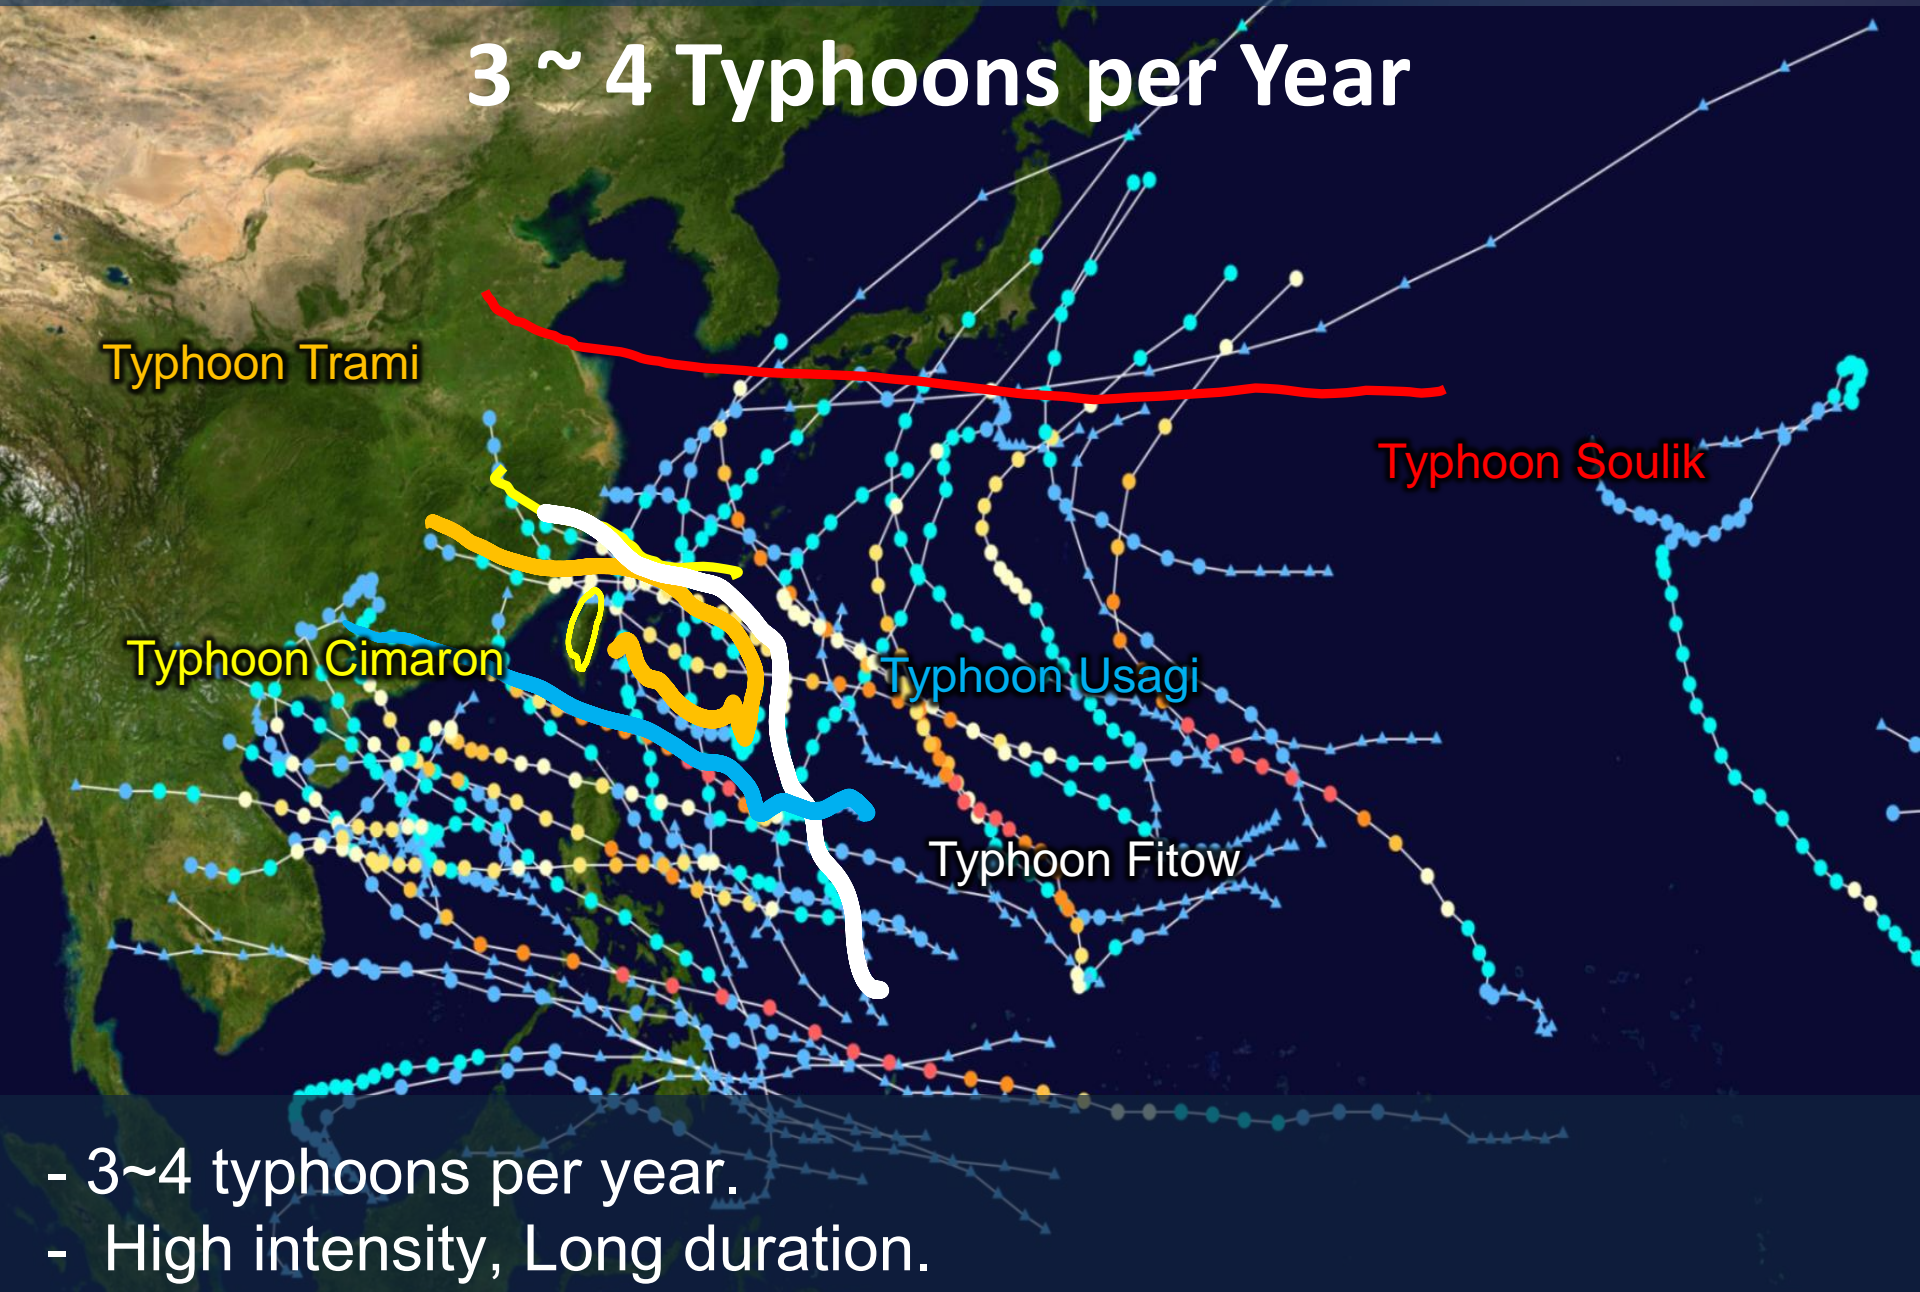 3 ~ 4 Typhoons per Year
Typhoon Trami
Typhoon Soulik
Typhoon Cimaron
Typhoon Usagi
Typhoon Fitow
- 3~4 typhoons per year.
- High intensity, Long duration.